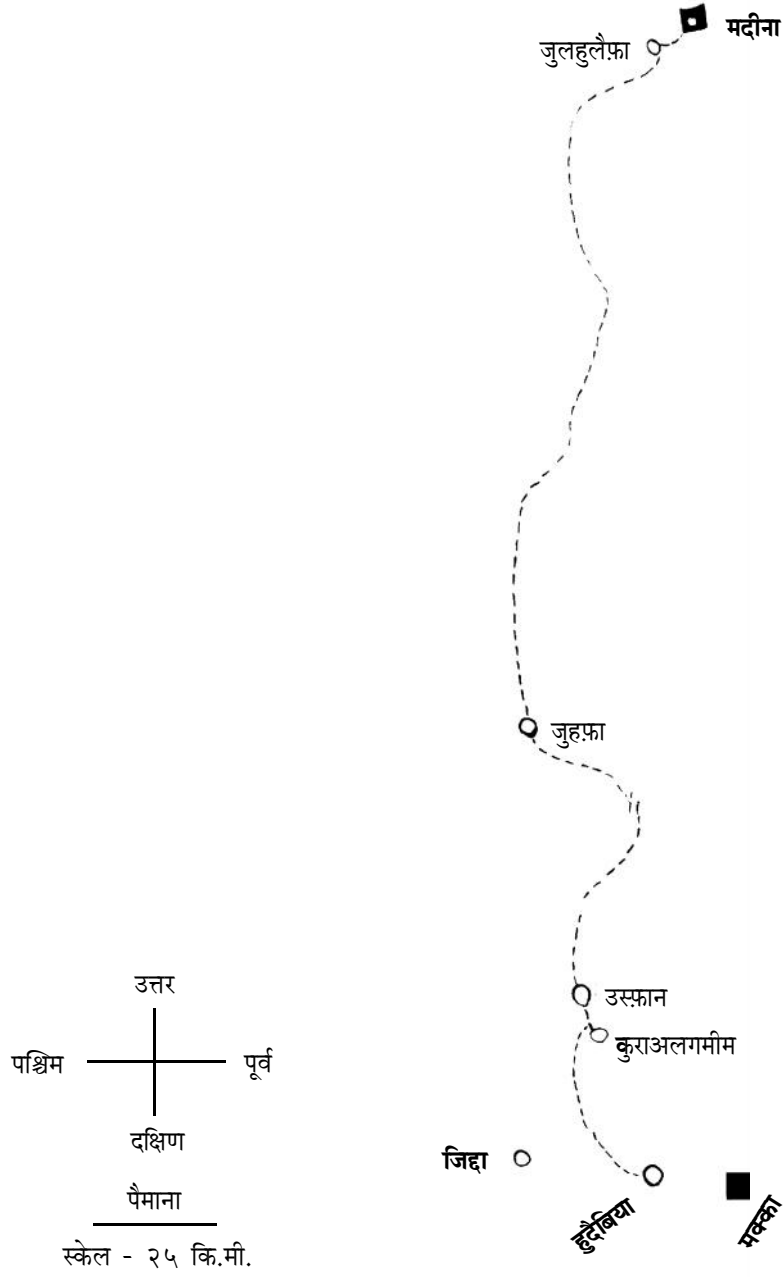 मदीना
जुलहुलैफ़ा
जुहफ़ा
उस्फ़ान
कुराअलगमीम
जिद्दा
हुदैबिया
मक्का
उत्तर
पश्चिम
पूर्व
दक्षिण
पैमाना
स्केल - २५ कि.मी.